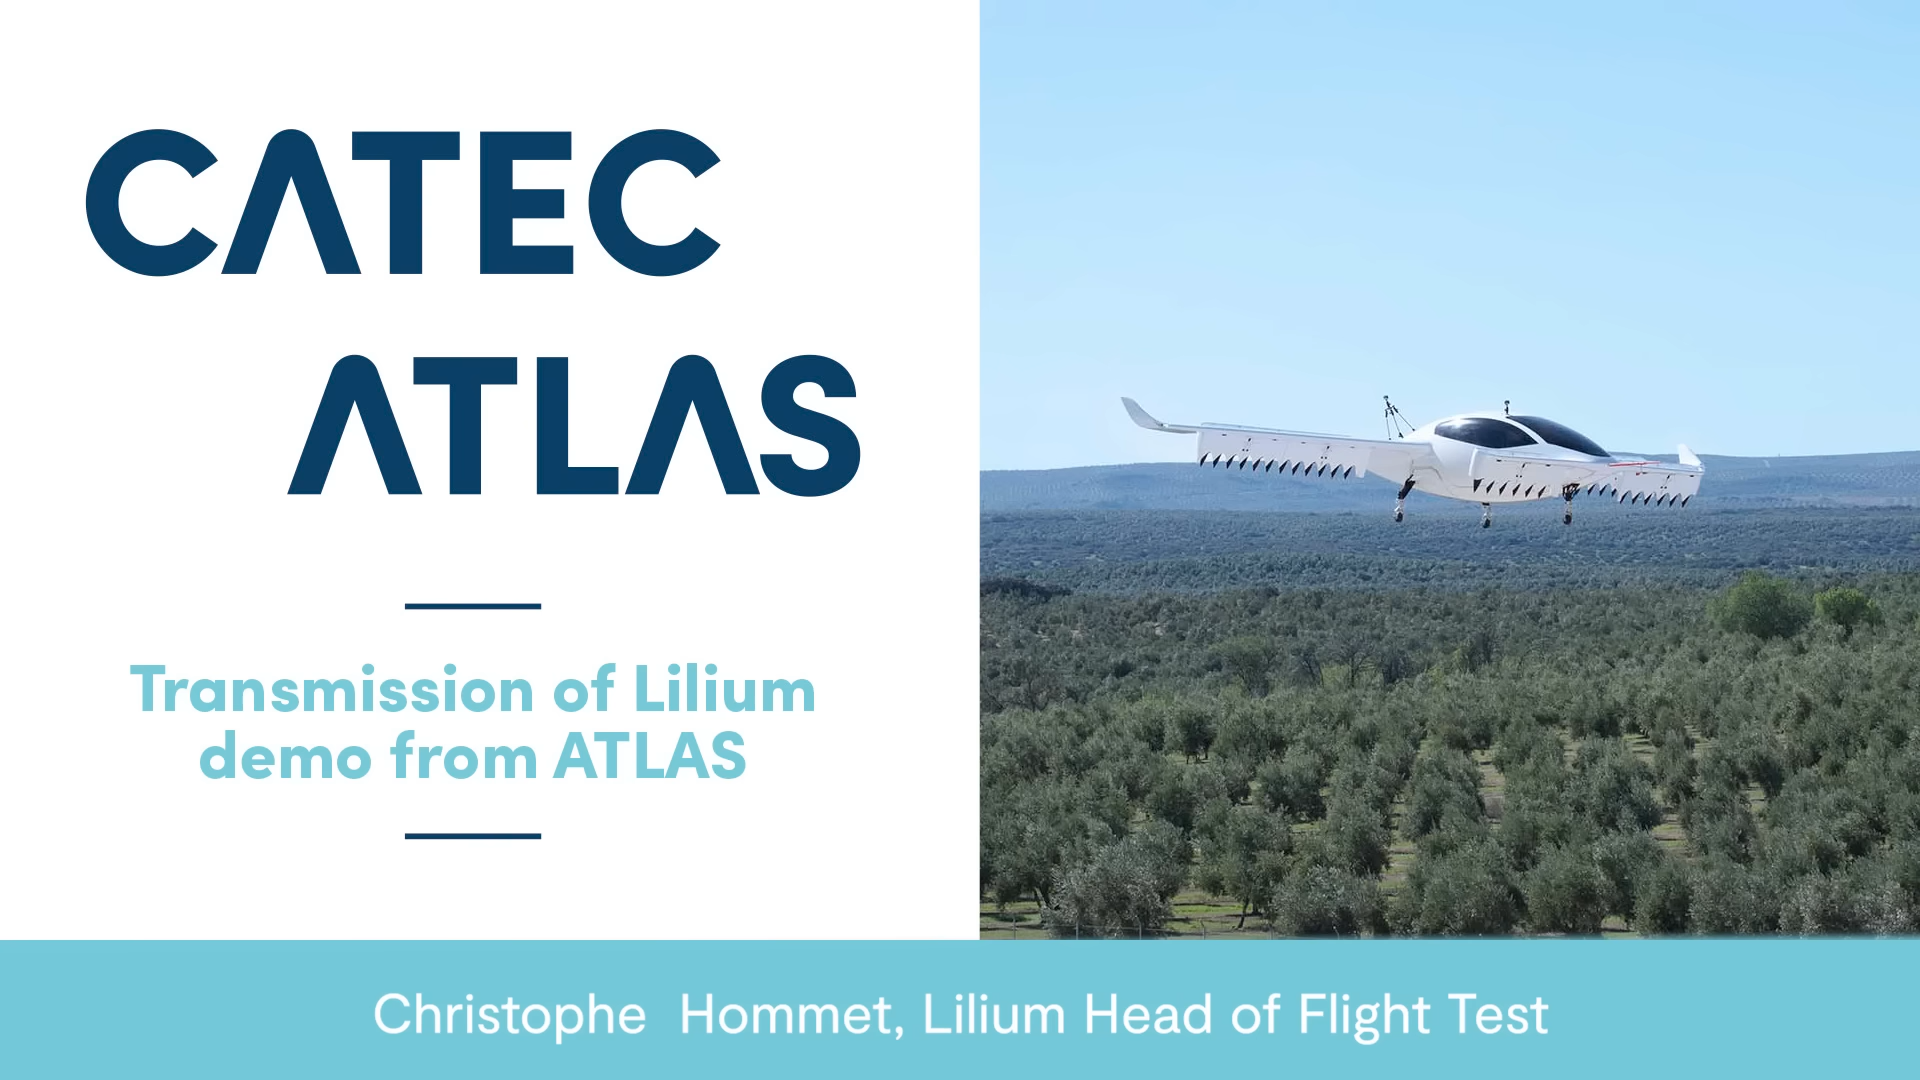 CATEC
ATLAS
Transmission of Lilium
demo from ATLAS
Christophe  Hommet, Lilium Head of Flight Test